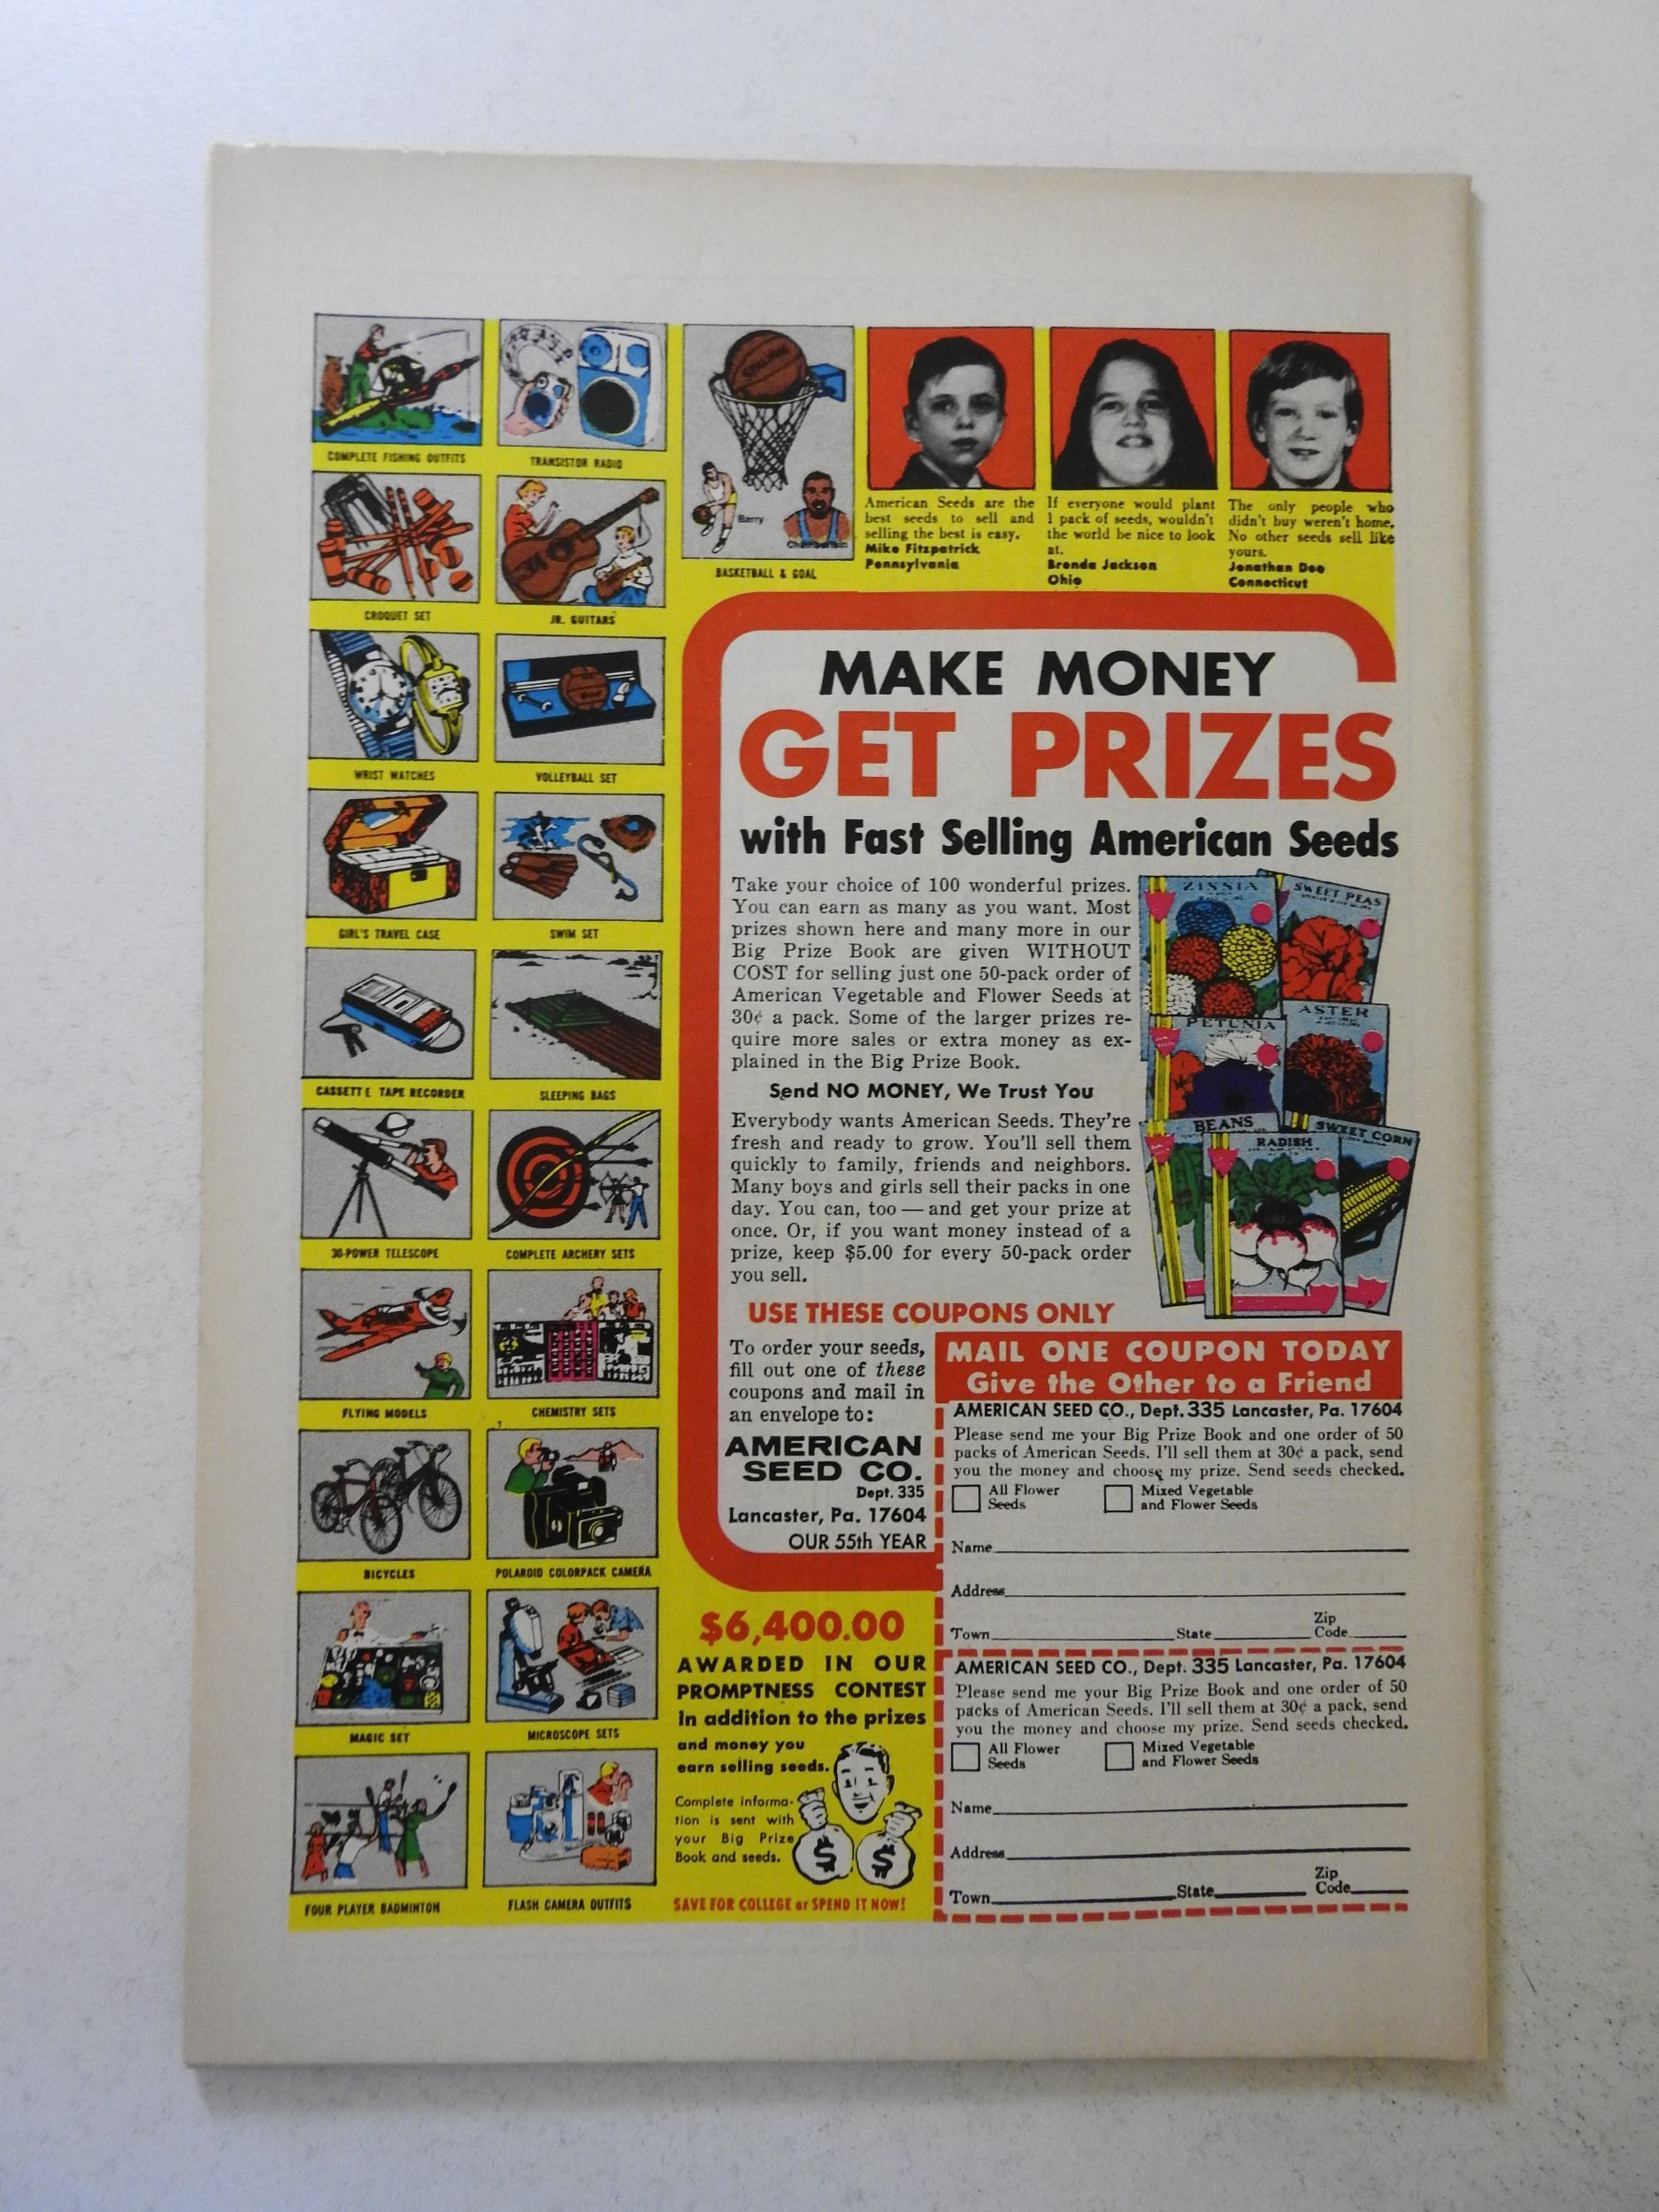 COMPLETE FISHING OUTFITS
TRANSISTOR RADIO
CROQUET SET
JR. GUITARS
WRIST WATCHES
VOLLEYBALL SET
GIRL'S TRAVEL CASE
SWIM SET
CASSETTE TAPE RECORDER
SLEEPING BAGS
30-POWER TELESCOPE
COMPLETE ARCHERY SETS
FLYING MODELS
CHEMISTRY SETS
BICYCLES
POLAROID COLORPACK CAMERA
MAGIC SET
MICROSCOPE SETS
FOUR PLAYER BADMINTON
FLASH CAMERA OUTFITS
Barry
Chamberlain
BASKETBALL & GOAL
American Seeds are the
best seeds to sell and
selling the best is easy.
Mike Fitzpatrick
Pennsylvania
If everyone would plant
1 pack of seeds, wouldn't
the world be nice to look
at.
Brenda Jackson
Ohio
The only people who
didn't buy weren't home.
No other seeds sell like
yours.
Jonathan Doo
Connecticut
MAKE MONEY
GET PRIZES
with Fast Selling American Seeds
Take your choice of 100 wonderful prizes.
You can earn as many as you want. Most
prizes shown here and many more in our
Big Prize Book are given WITHOUT
COST for selling just one 50-pack order of
American Vegetable and Flower Seeds at
30¢ a pack. Some of the larger prizes re-
quire more sales or extra money as ex-
plained in the Big Prize Book.
Send NO MONEY, We Trust You
Everybody wants American Seeds. They're
fresh and ready to grow. You'll sell them
quickly to family, friends and neighbors.
Many boys and girls sell their packs in one
day. You can, too — and get your prize at
once. Or, if you want money instead of a
prize, keep $5.00 for every 50-pack order
you sell.
ZINNIA
SWEET PEAS
PETUNIA
ASTER
BEANS
RADISH
SWEET CORN
USE THESE COUPONS ONLY
To order your seeds,
fill out one of these
coupons and mail in
an envelope to:
AMERICAN
SEED CO.
Dept. 335
Lancaster, Pa. 17604
OUR 55th YEAR
MAIL ONE COUPON TODAY
Give the Other to a Friend
AMERICAN SEED CO., Dept. 335 Lancaster, Pa. 17604
Please send me your Big Prize Book and one order of 50
packs of American Seeds. I'll sell them at 30¢ a pack, send
you the money and choose my prize. Send seeds checked.
All Flower
Seeds
Mixed Vegetable
and Flower Seeds
Name
Address
Town State Zip Code
AMERICAN SEED CO., Dept. 335 Lancaster, Pa. 17604
Please send me your Big Prize Book and one order of 50
packs of American Seeds. I'll sell them at 30¢ a pack, send
you the money and choose my prize. Send seeds checked.
All Flower
Seeds
Mixed Vegetable
and Flower Seeds
Name
Address
Town State Zip Code
$6,400.00
AWARDED IN OUR
PROMPTNESS CONTEST
in addition to the prizes
and money you
earn selling seeds.
Complete informa-
tion is sent with
your Big Prize
Book and seeds.
$ $
SAVE FOR COLLEGE or SPEND IT NOW!